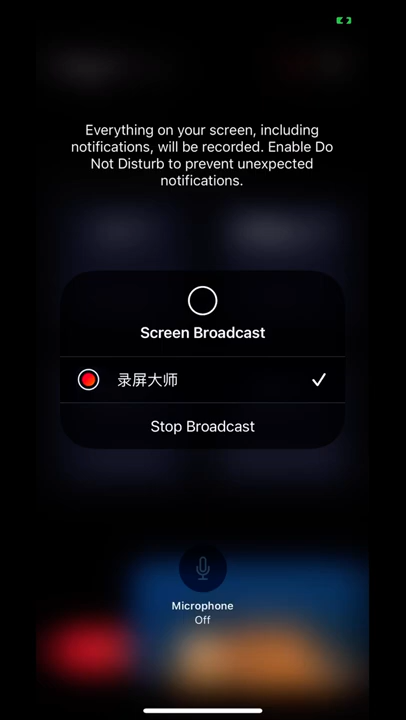 Everything on your screen, including
notifications, will be recorded. Enable Do
Not Disturb to prevent unexpected
notifications.
Screen Broadcast
录屏大师
Stop Broadcast
Microphone
Off